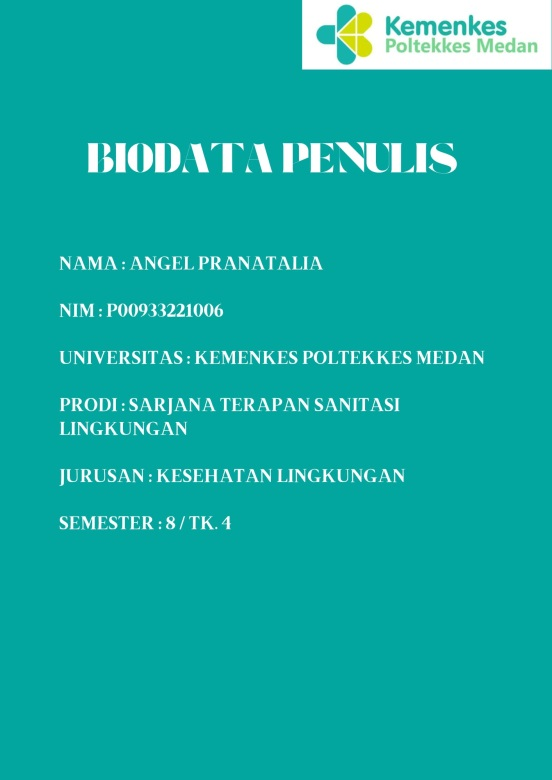 Kemenkes
Poltekkes Medan
BIODATA PENULIS
NAMA : ANGEL PRANATALIA
NIM : P00933221006
UNIVERSITAS : KEMENKES POLTEKKES MEDAN
PRODI : SARJANA TERAPAN SANITASI
LINGKUNGAN
JURUSAN : KESEHATAN LINGKUNGAN
SEMESTER : 8 / TK. 4